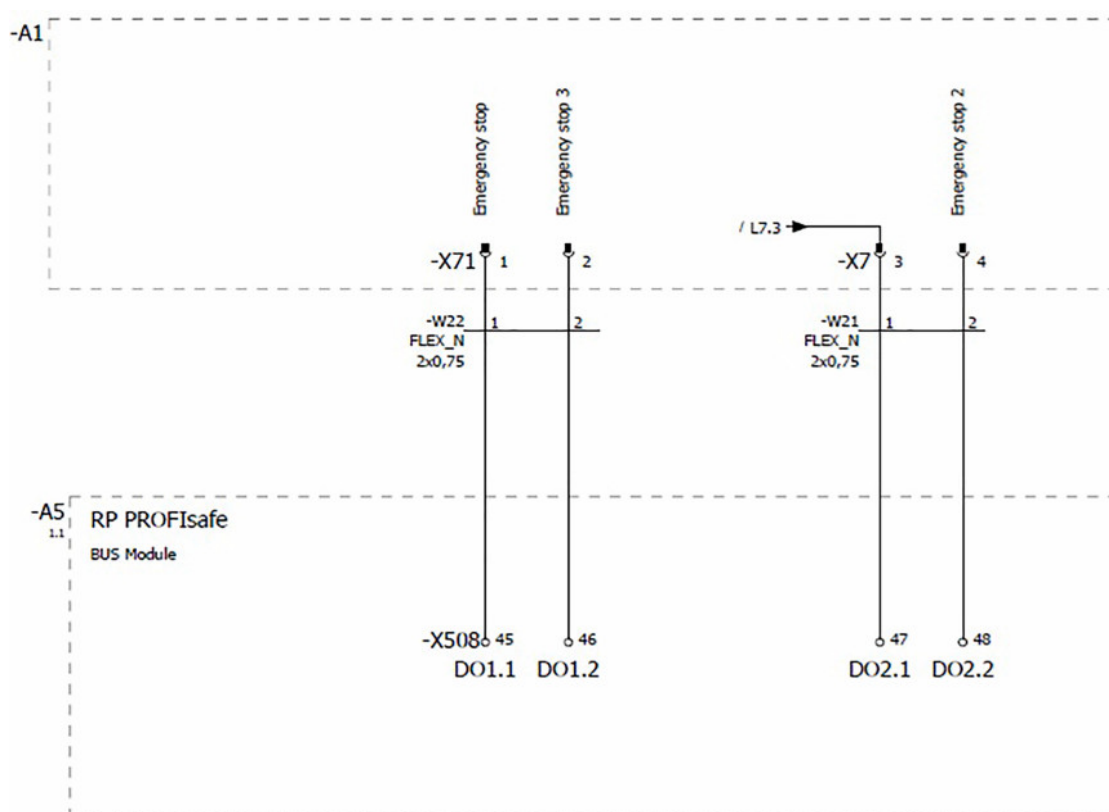 -A1
Emergency stop
Emergency stop 3
Emergency stop 2
/ L7.3
-X71 1 2 -X7 3 4
-W22 1 2 -W21 1 2
FLEX_N FLEX_N
2x0,75 2x0,75
-A5 RP PROFIsafe
1.1
BUS Module
-X508 45 46 47 48
DO1.1 DO1.2 DO2.1 DO2.2